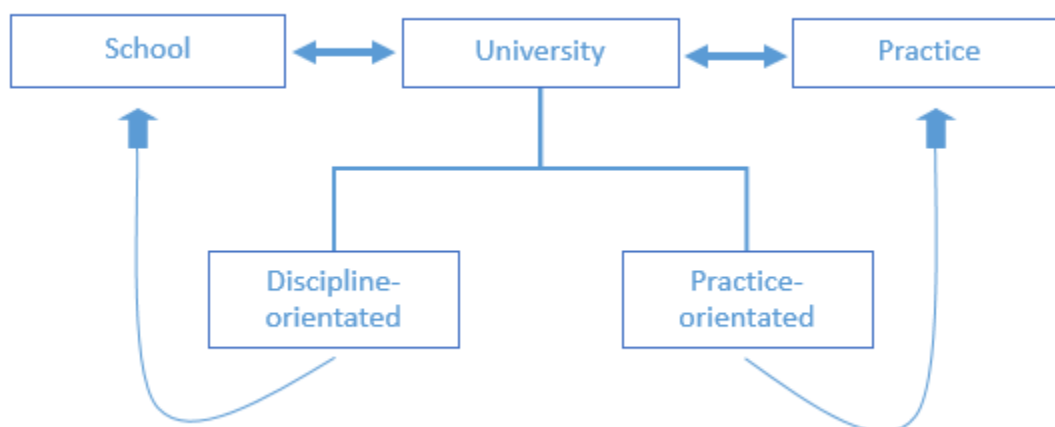 School
University
Practice
Discipline-
orientated
Practice-
orientated